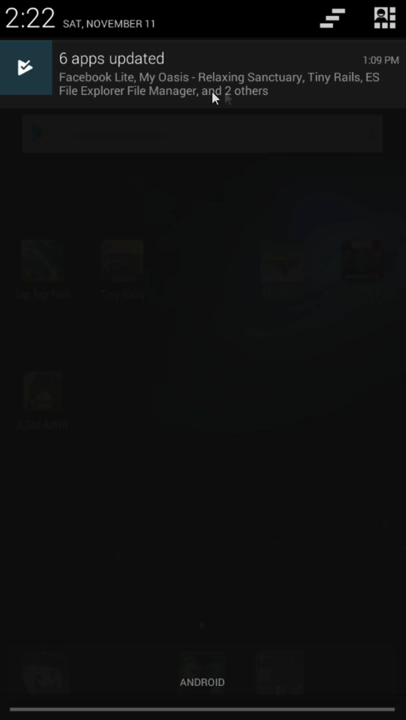 2:22 SAT, NOVEMBER 11
6 apps updated 1:09 PM
Facebook Lite, My Oasis - Relaxing Sanctuary, Tiny Rails, ES
File Explorer File Manager, and 2 others
ANDROID